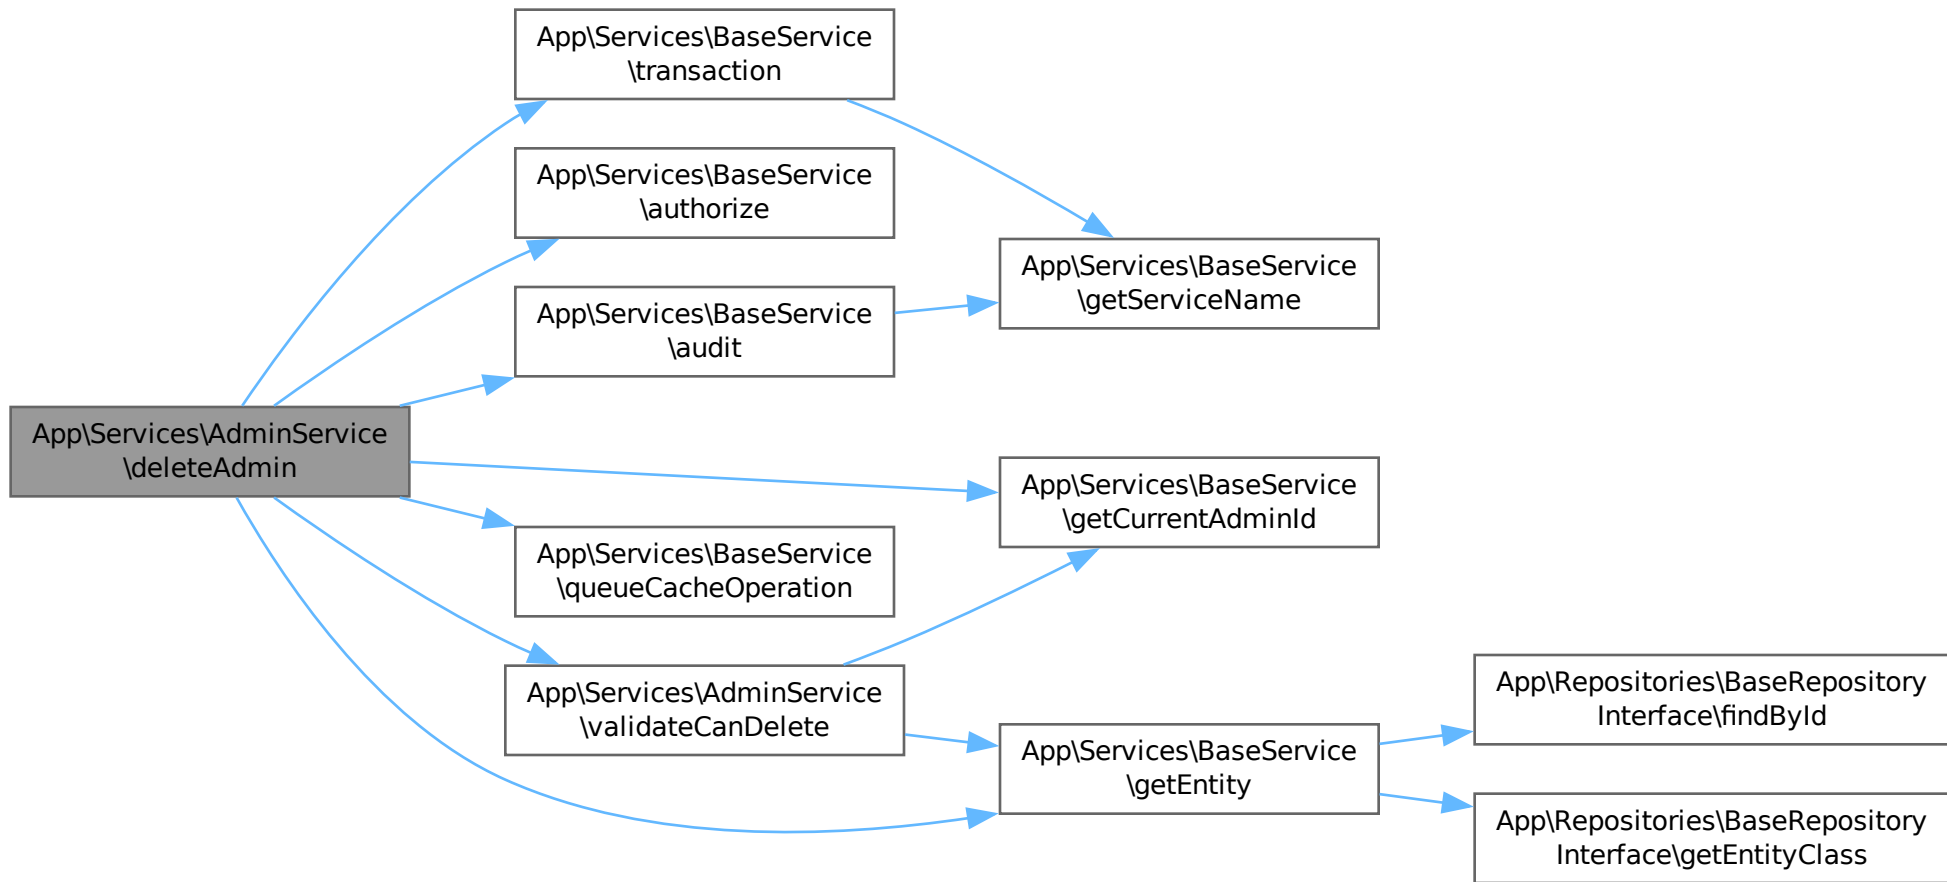 App\Services\BaseService
\transaction
App\Services\BaseService
\authorize
App\Services\BaseService
\getServiceName
App\Services\BaseService
\audit
App\Services\AdminService
\deleteAdmin
App\Services\BaseService
\getCurrentAdminId
App\Services\BaseService
\queueCacheOperation
App\Services\AdminService
\validateCanDelete
App\Repositories\BaseRepository
Interface\findById
App\Services\BaseService
\getEntity
App\Repositories\BaseRepository
Interface\getEntityClass